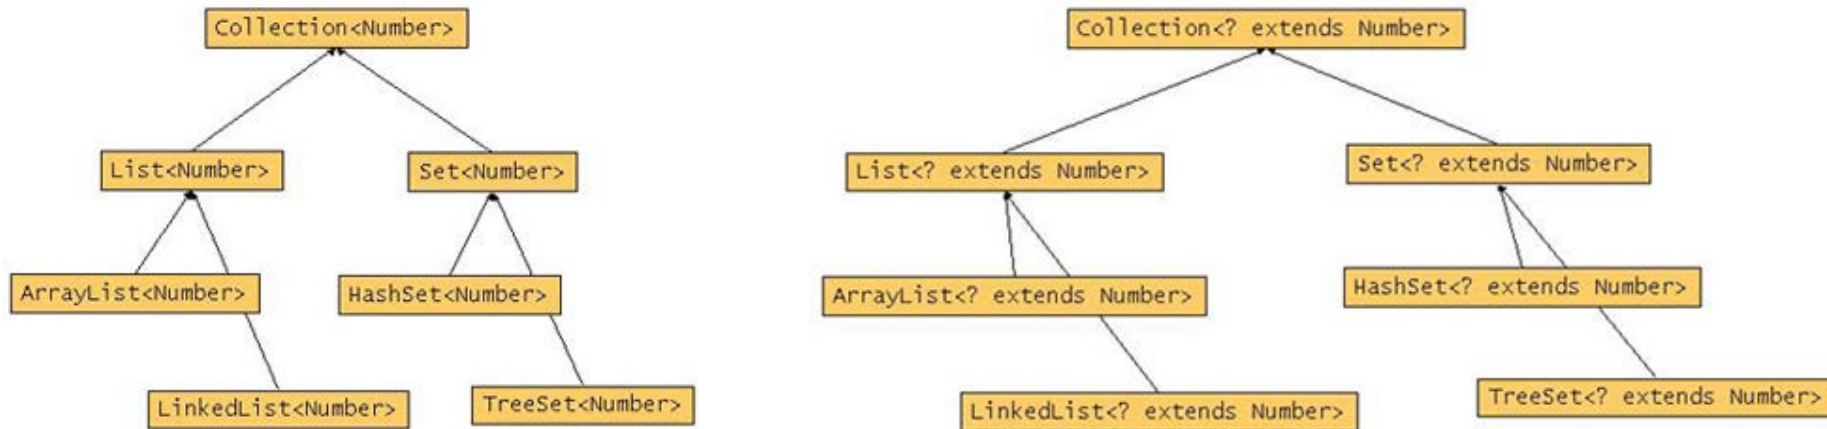 Collection<Number>
List<Number>
Set<Number>
ArrayList<Number>
HashSet<Number>
LinkedList<Number>
TreeSet<Number>
Collection<? extends Number>
List<? extends Number>
Set<? extends Number>
ArrayList<? extends Number>
HashSet<? extends Number>
LinkedList<? extends Number>
TreeSet<? extends Number>